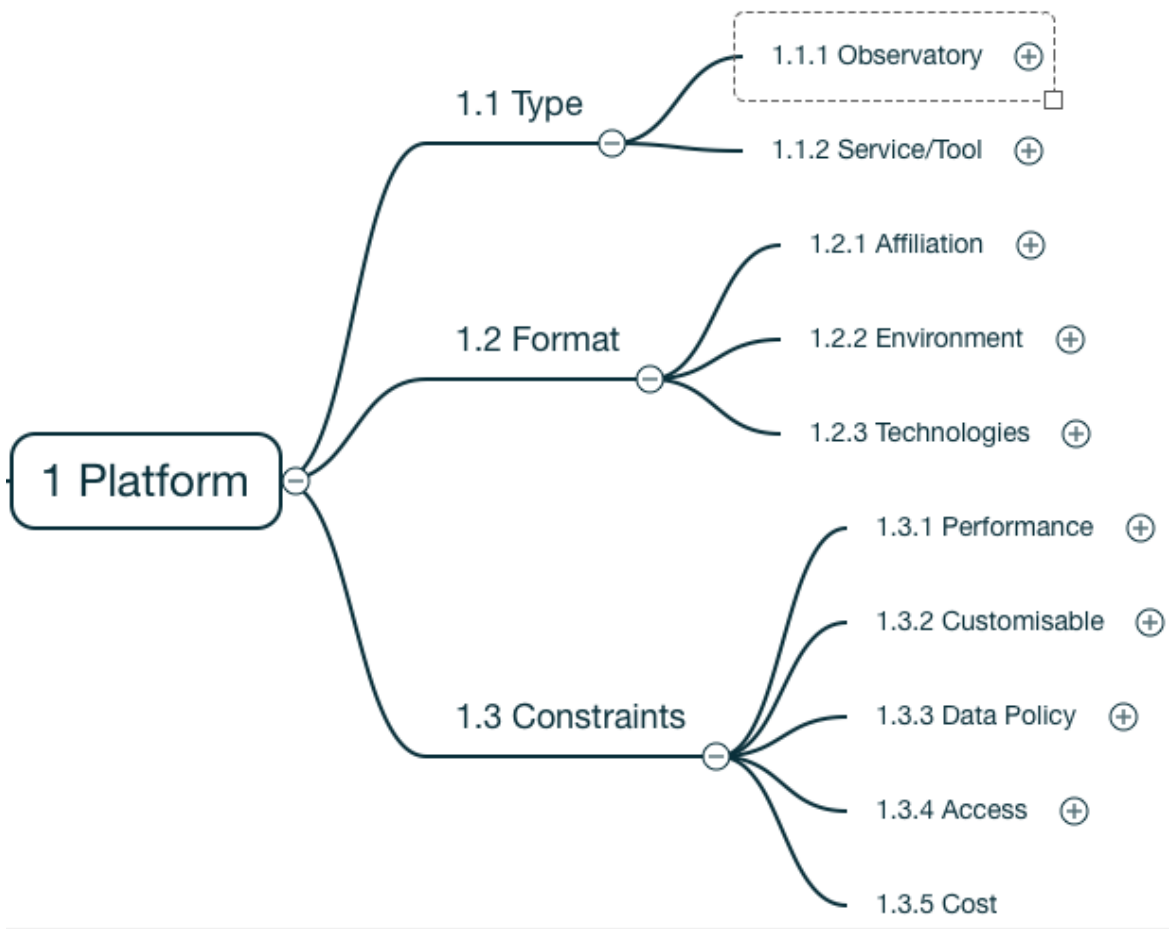 1 Platform
1.1 Type
1.1.1 Observatory
1.1.2 Service/Tool
1.2 Format
1.2.1 Affiliation
1.2.2 Environment
1.2.3 Technologies
1.3 Constraints
1.3.1 Performance
1.3.2 Customisable
1.3.3 Data Policy
1.3.4 Access
1.3.5 Cost